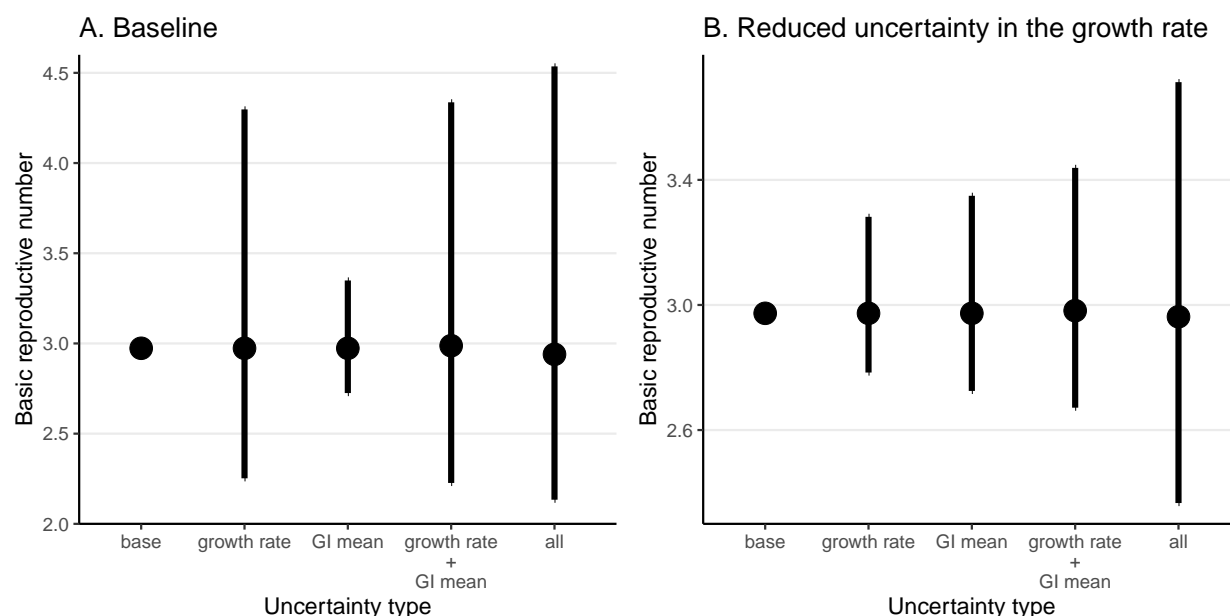 A. Baseline
Basic reproductive number
4.5
4.0
3.5
3.0
2.5
2.0
base
growth rate
GI mean
growth rate
+
GI mean
all
Uncertainty type
B. Reduced uncertainty in the growth rate
Basic reproductive number
3.4
3.0
2.6
base
growth rate
GI mean
growth rate
+
GI mean
all
Uncertainty type